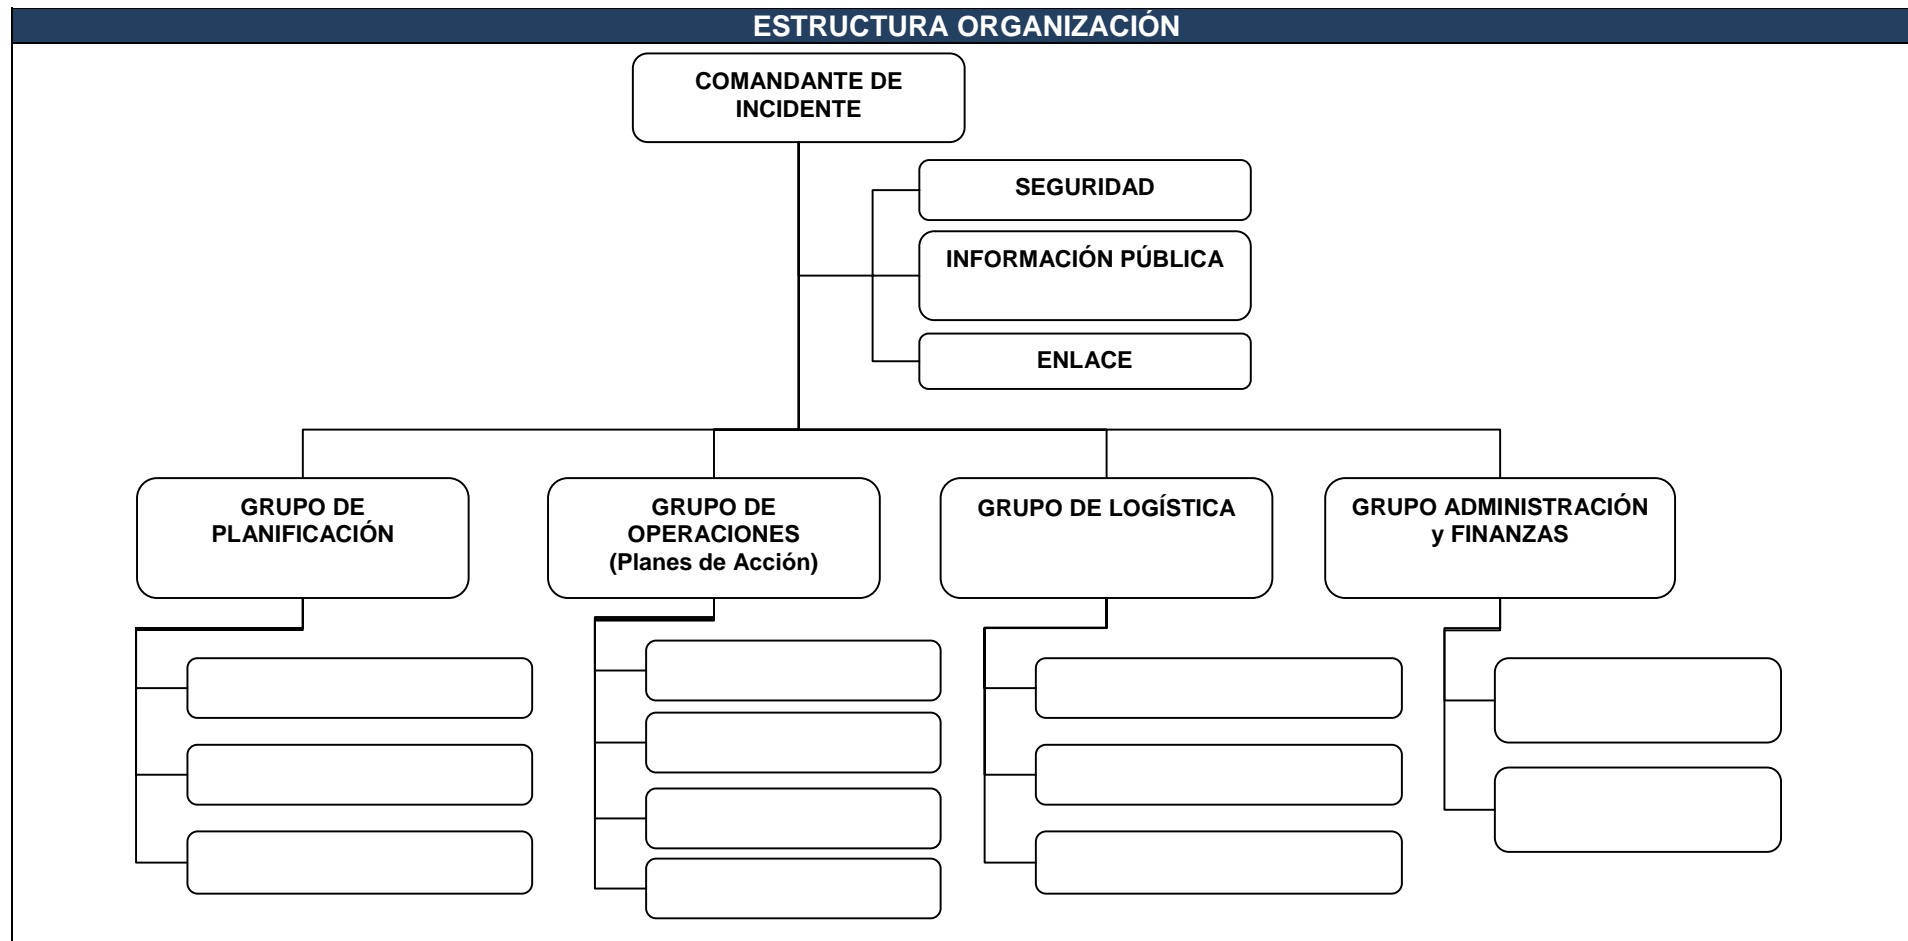 ESTRUCTURA ORGANIZACIÓN
COMANDANTE DE
INCIDENTE
SEGURIDAD
INFORMACIÓN PÚBLICA
ENLACE
GRUPO DE
PLANIFICACIÓN
GRUPO DE
OPERACIONES
(Planes de Acción)
GRUPO DE LOGÍSTICA
GRUPO ADMINISTRACIÓN
y FINANZAS